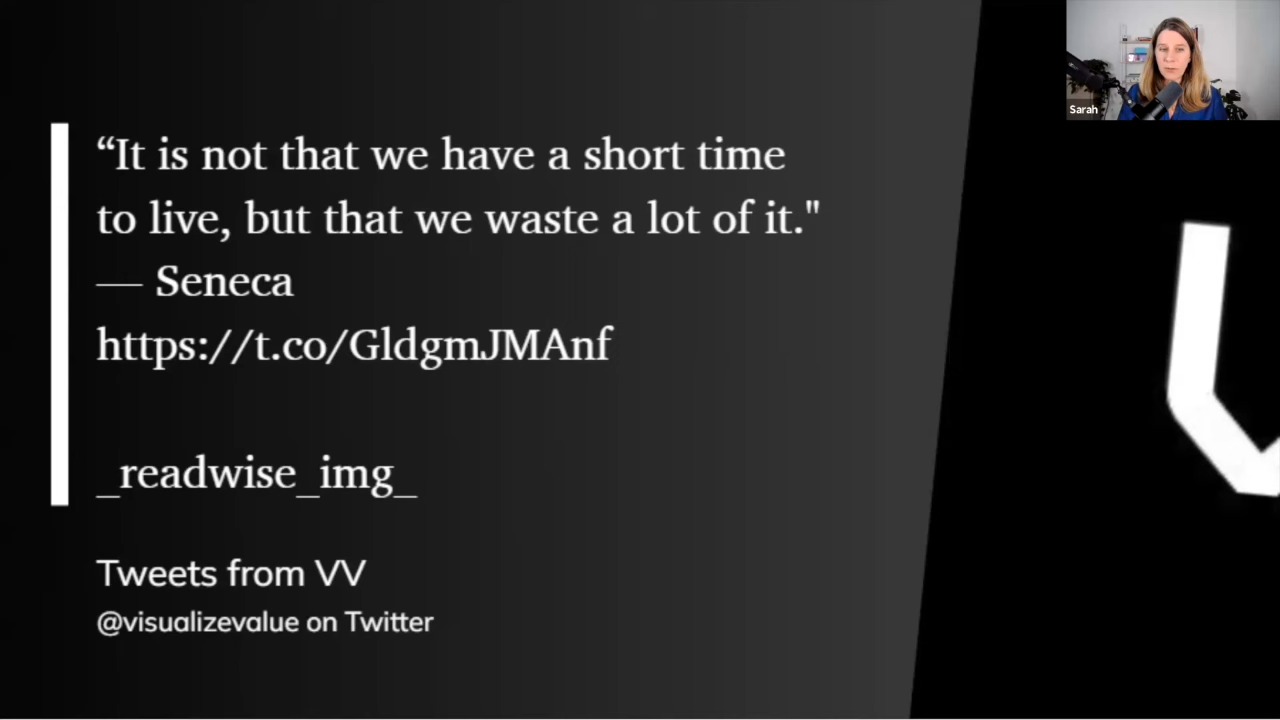 “It is not that we have a short time
to live, but that we waste a lot of it."
— Seneca
https://t.co/GldgmJMAnf
_readwise_img_
Tweets from VV
@visualizevalue on Twitter
Sarah